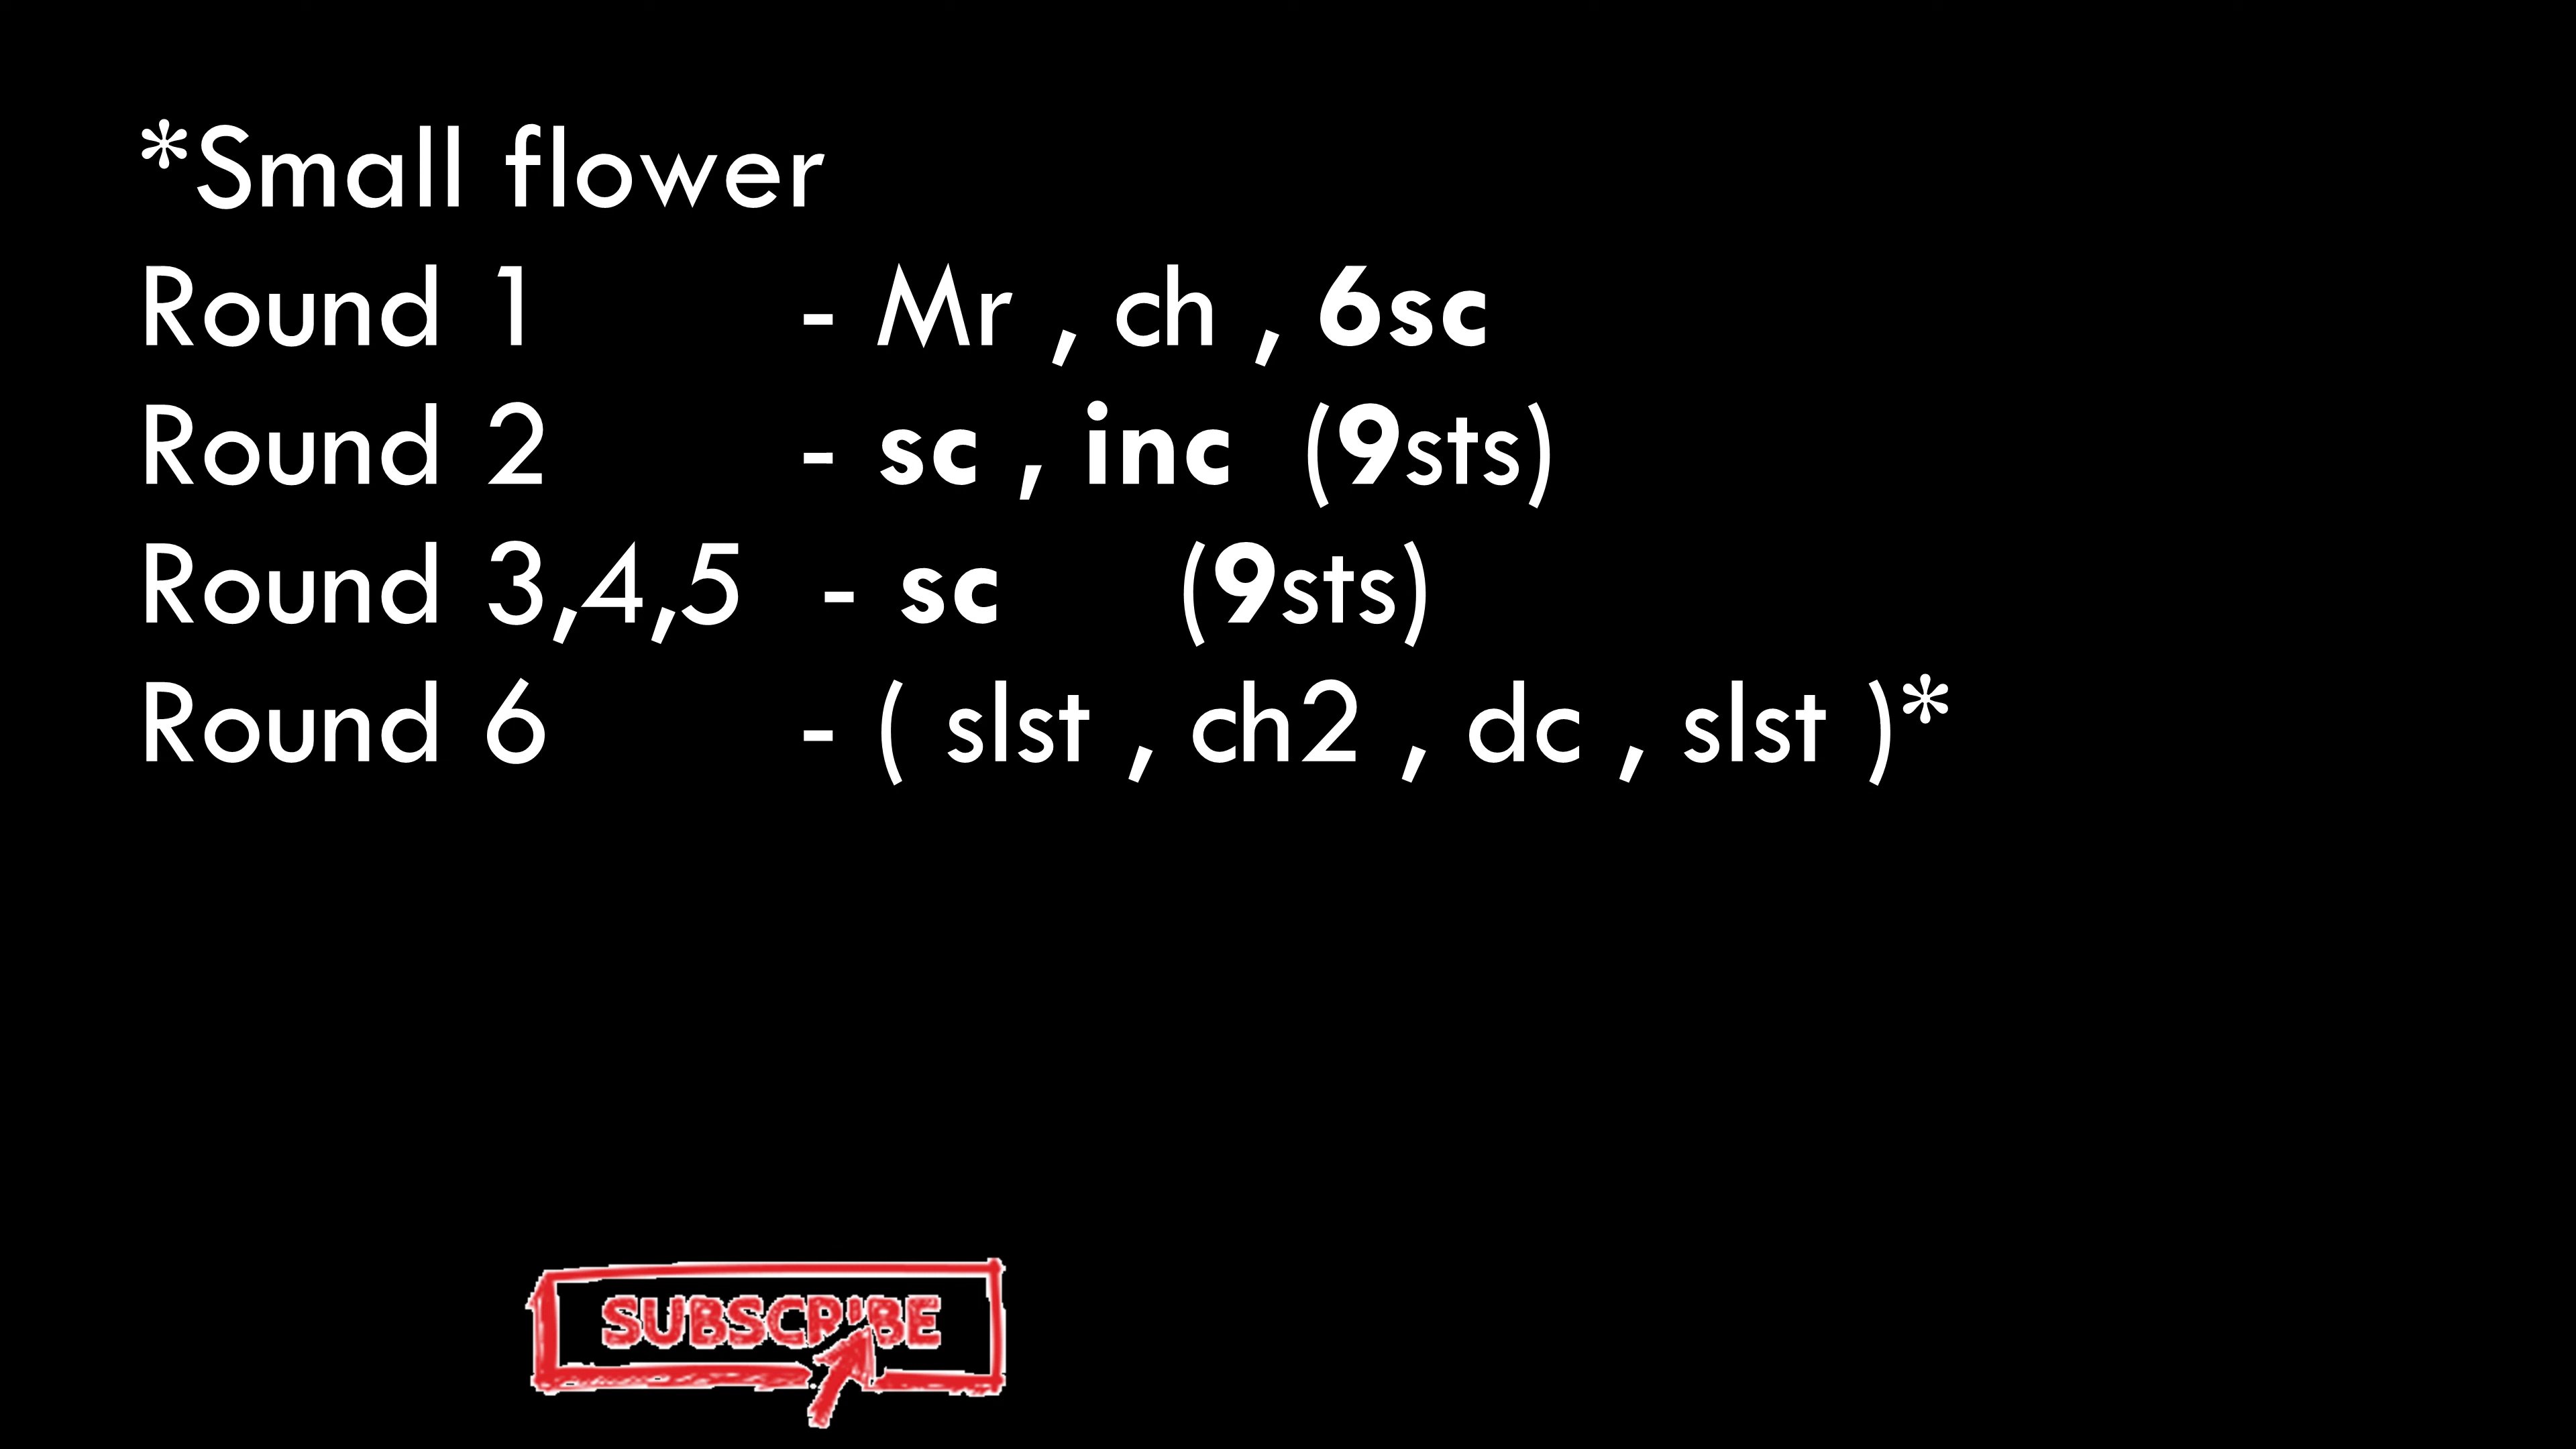 *Small flower
Round 1 - Mr , ch , 6sc
Round 2 - sc , inc (9sts)
Round 3,4,5 - sc (9sts)
Round 6 - ( slst , ch2 , dc , slst )*
SUBSCRIBE